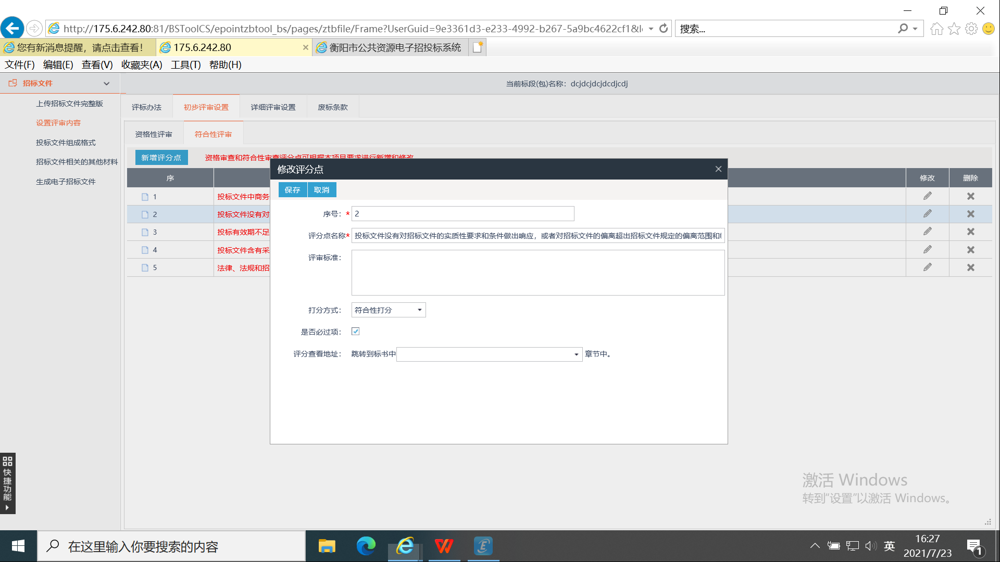 http://175.6.242.80:81/BSToolCS/epointzbtool_bs/pages/ztbfile/Frame?UserGuid=9e3361d3-e233-4992-b267-5a9bc4622cf1&l
搜索...
您有新消息提醒，请点击查看！
175.6.242.80
衡阳市公共资源电子招投标系统
文件(F) 编辑(E) 查看(V) 收藏夹(A) 工具(T) 帮助(H)
招标文件
当前标段(包)名称：dcjdcjdcjdcdjcdj
上传招标文件完整版
设置评审内容
投标文件组成格式
招标文件相关的其他材料
生成电子招标文件
评标办法 初步评审设置 详细评审设置 废标条款
资格性评审 符合性评审
新增评分点
资格审查和符合性审查评分点可根据本项目要求进行新增和修改
序 修改 删除
1 投标文件中商务
2 投标文件没有对
3 投标有效期不足
4 投标文件含有采
5 法律、法规和招
修改评分点
保存 取消
序号：* 2
评分点名称* 投标文件没有对招标文件的实质性要求和条件做出响应，或者对招标文件的偏离超出招标文件规定的偏离范围和
评审标准：
打分方式： 符合性打分
是否必过项：
评分查看地址： 跳转到标书中 章节中。
快捷功能
激活 Windows
转到"设置"以激活 Windows。
在这里输入你要搜索的内容
英
16:27
2021/7/23
1